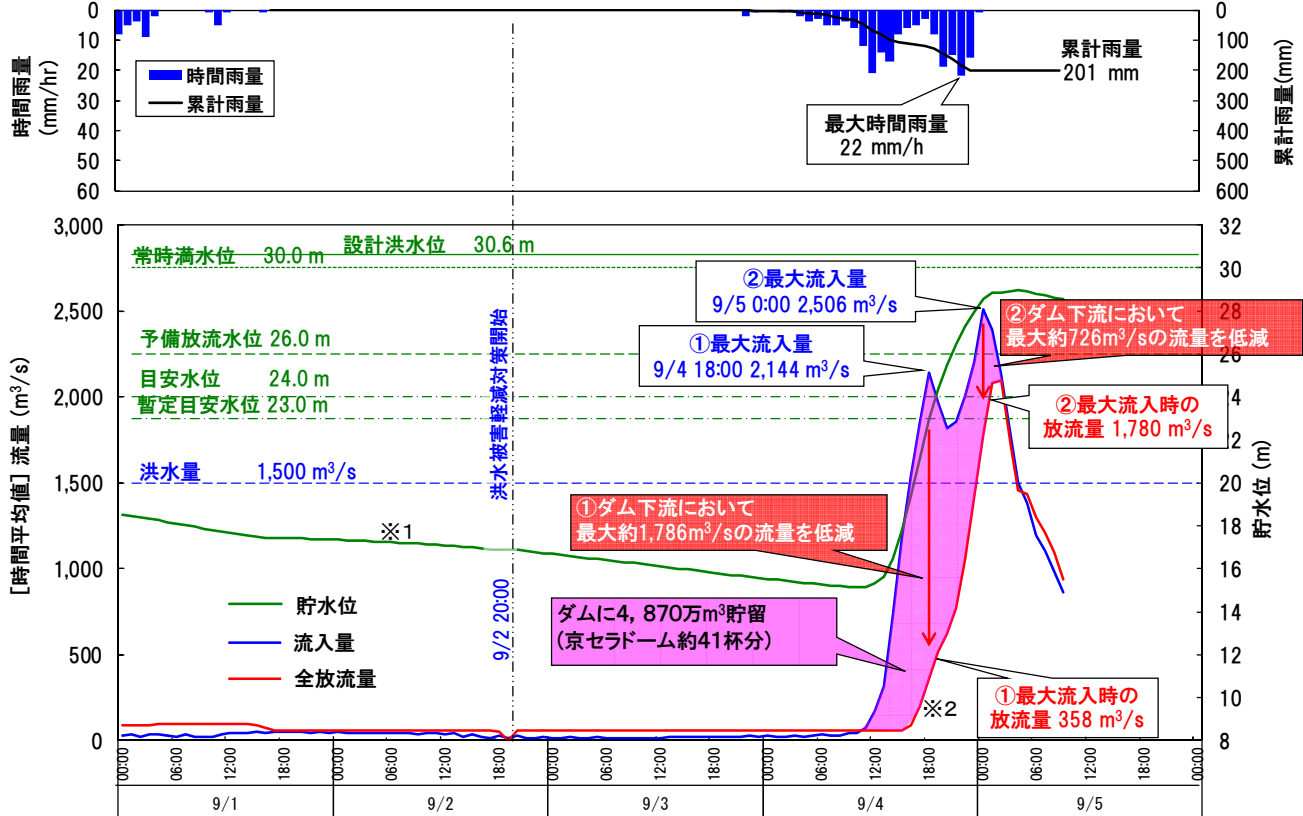 時間雨量
(mm/hr)
0
10
20
30
40
50
60
時間雨量
累計雨量
最大時間雨量
22 mm/h
累計雨量
201 mm
0
100
200
300
400
500
600
累計雨量(mm)
[時間平均値] 流量 (m³/s)
3,000
2,500
2,000
1,500
1,000
500
0
常時満水位 30.0 m
設計洪水位 30.6 m
予備放流水位 26.0 m
目安水位 24.0 m
暫定目安水位 23.0 m
洪水量 1,500 m³/s
※1
洪水被害軽減対策開始
9/2 20:00
②最大流入量
9/5 0:00 2,506 m³/s
①最大流入量
9/4 18:00 2,144 m³/s
②ダム下流において
最大約726m³/sの流量を低減
②最大流入時の
放流量 1,780 m³/s
①ダム下流において
最大約1,786m³/sの流量を低減
ダムに4，870万m³貯留
(京セラドーム約41杯分)
※2
①最大流入時の
放流量 358 m³/s
貯水位
流入量
全放流量
32
30
28
26
24
22
20
18
16
14
12
10
8
貯水位 (m)
00:00 06:00 12:00 18:00 00:00 06:00 12:00 18:00 00:00 06:00 12:00 18:00 00:00 06:00 12:00 18:00 00:00 06:00 12:00 18:00 00:00
9/1 9/2 9/3 9/4 9/5